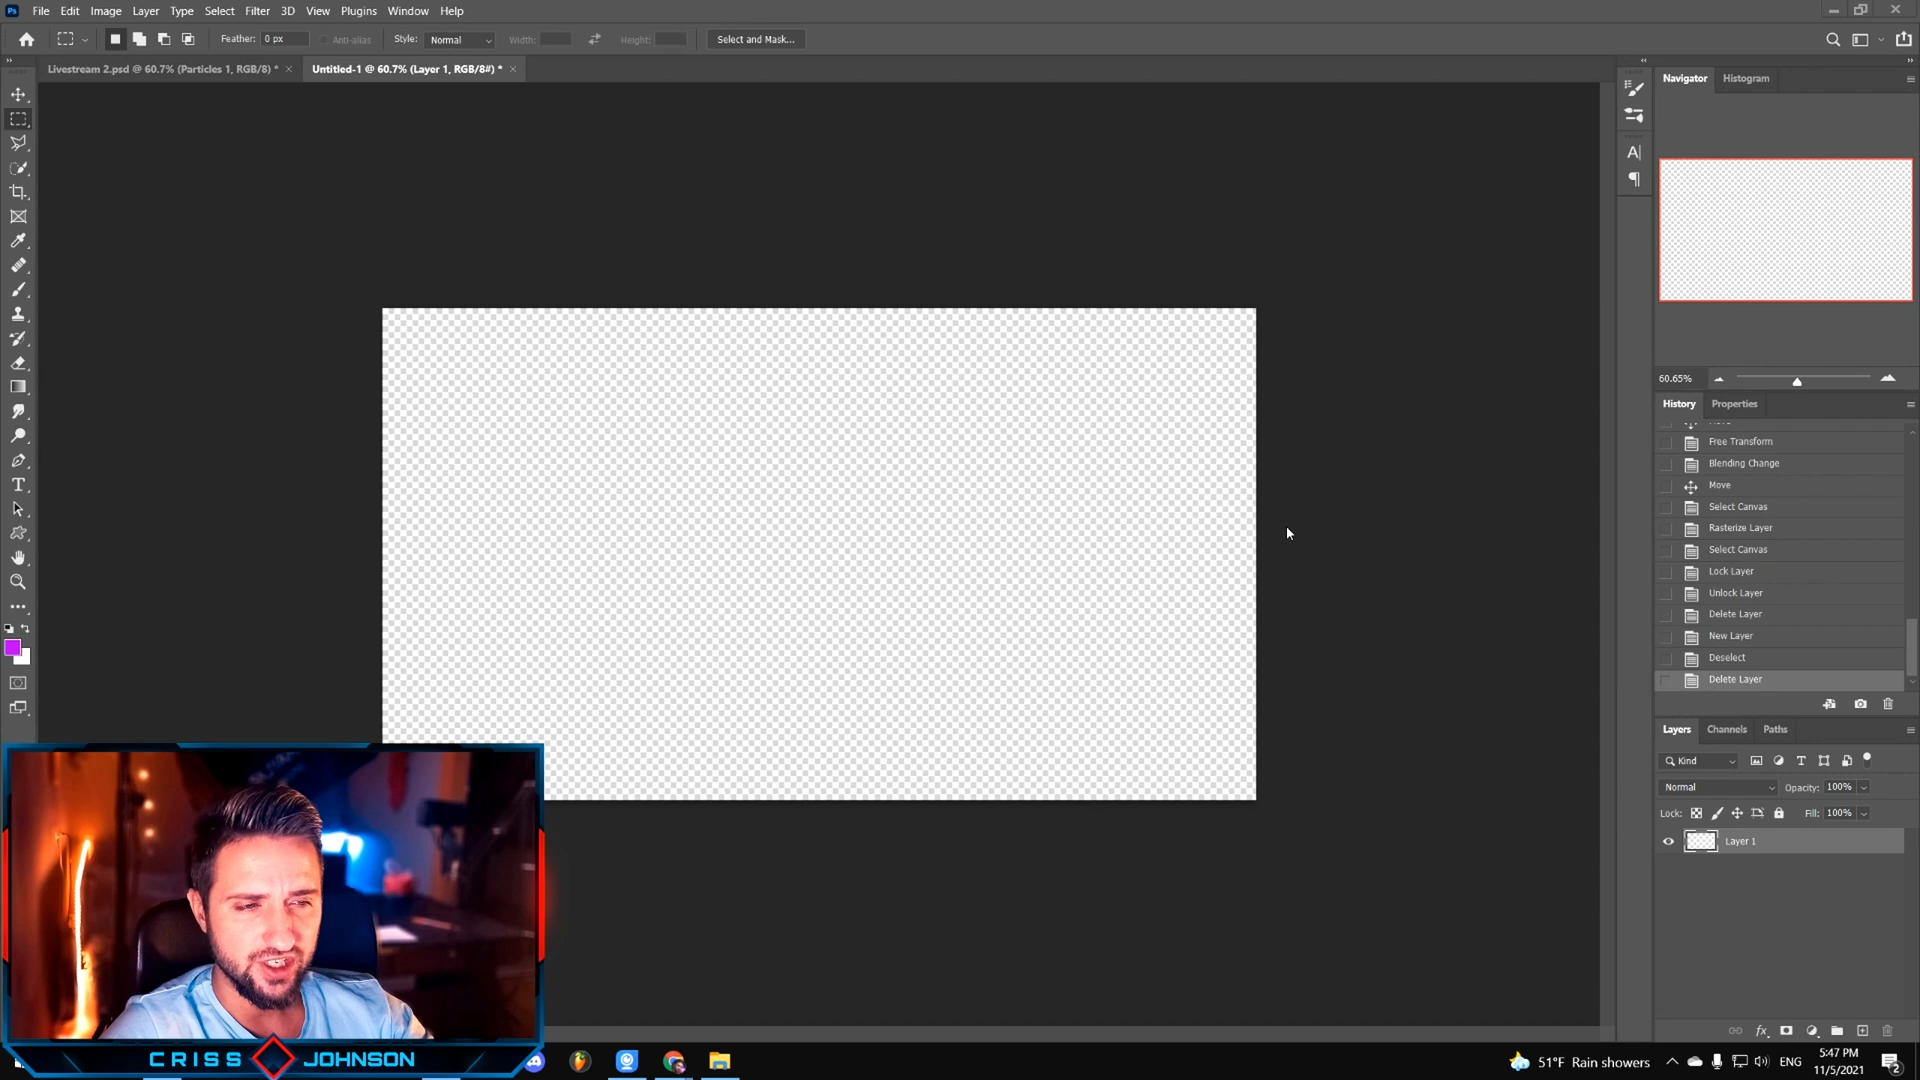 Ps File Edit Image Layer Type Select Filter 3D View Plugins Window Help
Feather: 0 px Anti-alias Style: Normal Width: Height: Select and Mask...
Livestream 2.psd @ 60.7% (Particles 1, RGB/8) * × Untitled-1 @ 60.7% (Layer 1, RGB/8#) * ×
Navigator Histogram
60.65%
History Properties
Free Transform
Blending Change
Move
Select Canvas
Rasterize Layer
Select Canvas
Lock Layer
Unlock Layer
Delete Layer
New Layer
Deselect
Delete Layer
Layers Channels Paths
Kind
Normal Opacity: 100%
Lock: Fill: 100%
Layer 1
CRISS JOHNSON
51°F Rain showers ENG 5:47 PM
11/5/2021
2